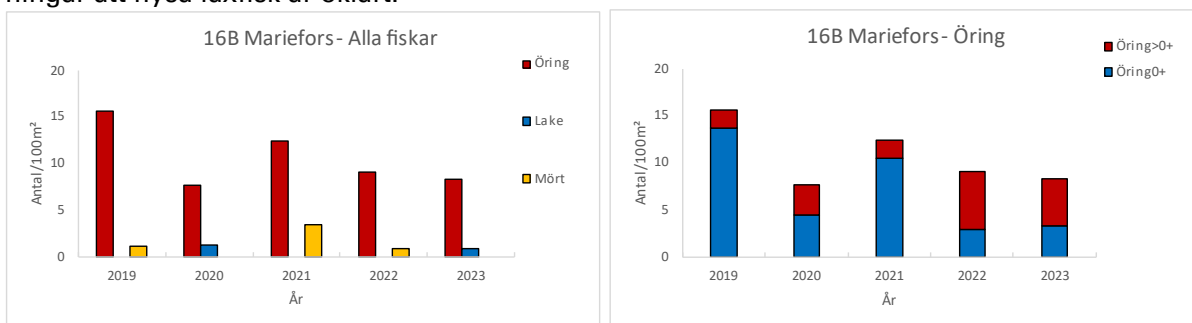 ningar att hysa laxfisk är oklart.
16B Mariefors - Alla fiskar
20
15
10
5
0
Antal/100m²
2019 2020 2021 2022 2023
År
Öring
Lake
Mört
16B Mariefors - Öring
20
15
10
5
0
Antal/100m²
2019 2020 2021 2022 2023
År
Öring>0+
Öring0+